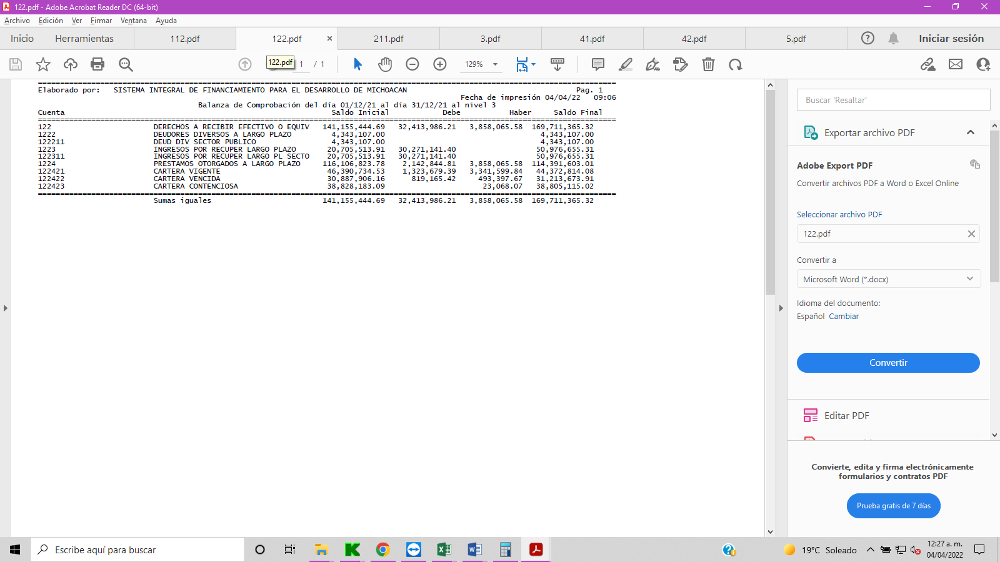 122.pdf - Adobe Acrobat Reader DC (64-bit)
Archivo Edición Ver Firmar Ventana Ayuda
Inicio Herramientas 112.pdf 122.pdf × 211.pdf 3.pdf 41.pdf 42.pdf 5.pdf Iniciar sesión
122.pdf 1 / 1 129%
Elaborado por: SISTEMA INTEGRAL DE FINANCIAMIENTO PARA EL DESARROLLO DE MICHOACAN Pag. 1
Fecha de impresión 04/04/22 09:06
Balanza de Comprobación del día 01/12/21 al día 31/12/21 al nivel 3
Cuenta Saldo Inicial Debe Haber Saldo Final
122 DERECHOS A RECIBIR EFECTIVO O EQUIV 141,155,444.69 32,413,986.21 3,858,065.58 169,711,365.32
1222 DEUDORES DIVERSOS A LARGO PLAZO 4,343,107.00 4,343,107.00
122211 DEUD DIV SECTOR PUBLICO 4,343,107.00 4,343,107.00
1223 INGRESOS POR RECUPER LARGO PLAZO 20,705,513.91 30,271,141.40 50,976,655.31
122311 INGRESOS POR RECUPER LARGO PL SECTO 20,705,513.91 30,271,141.40 50,976,655.31
1224 PRESTAMOS OTORGADOS A LARGO PLAZO 116,106,823.78 2,142,844.81 3,858,065.58 114,391,603.01
122421 CARTERA VIGENTE 46,390,734.53 1,323,679.39 3,341,599.84 44,372,814.08
122422 CARTERA VENCIDA 30,887,906.16 819,165.42 493,397.67 31,213,673.91
122423 CARTERA CONTENCIOSA 38,828,183.09 23,068.07 38,805,115.02
Sumas iguales 141,155,444.69 32,413,986.21 3,858,065.58 169,711,365.32
Buscar 'Resaltar'
Exportar archivo PDF
Adobe Export PDF
Convertir archivos PDF a Word o Excel Online
Seleccionar archivo PDF
122.pdf
Convertir a
Microsoft Word (*.docx)
Idioma del documento:
Español Cambiar
Convertir
Editar PDF
Convierte, edita y firma electrónicamente
formularios y contratos PDF
Prueba gratis de 7 días
Escribe aquí para buscar
19°C Soleado
12:27 a. m.
04/04/2022